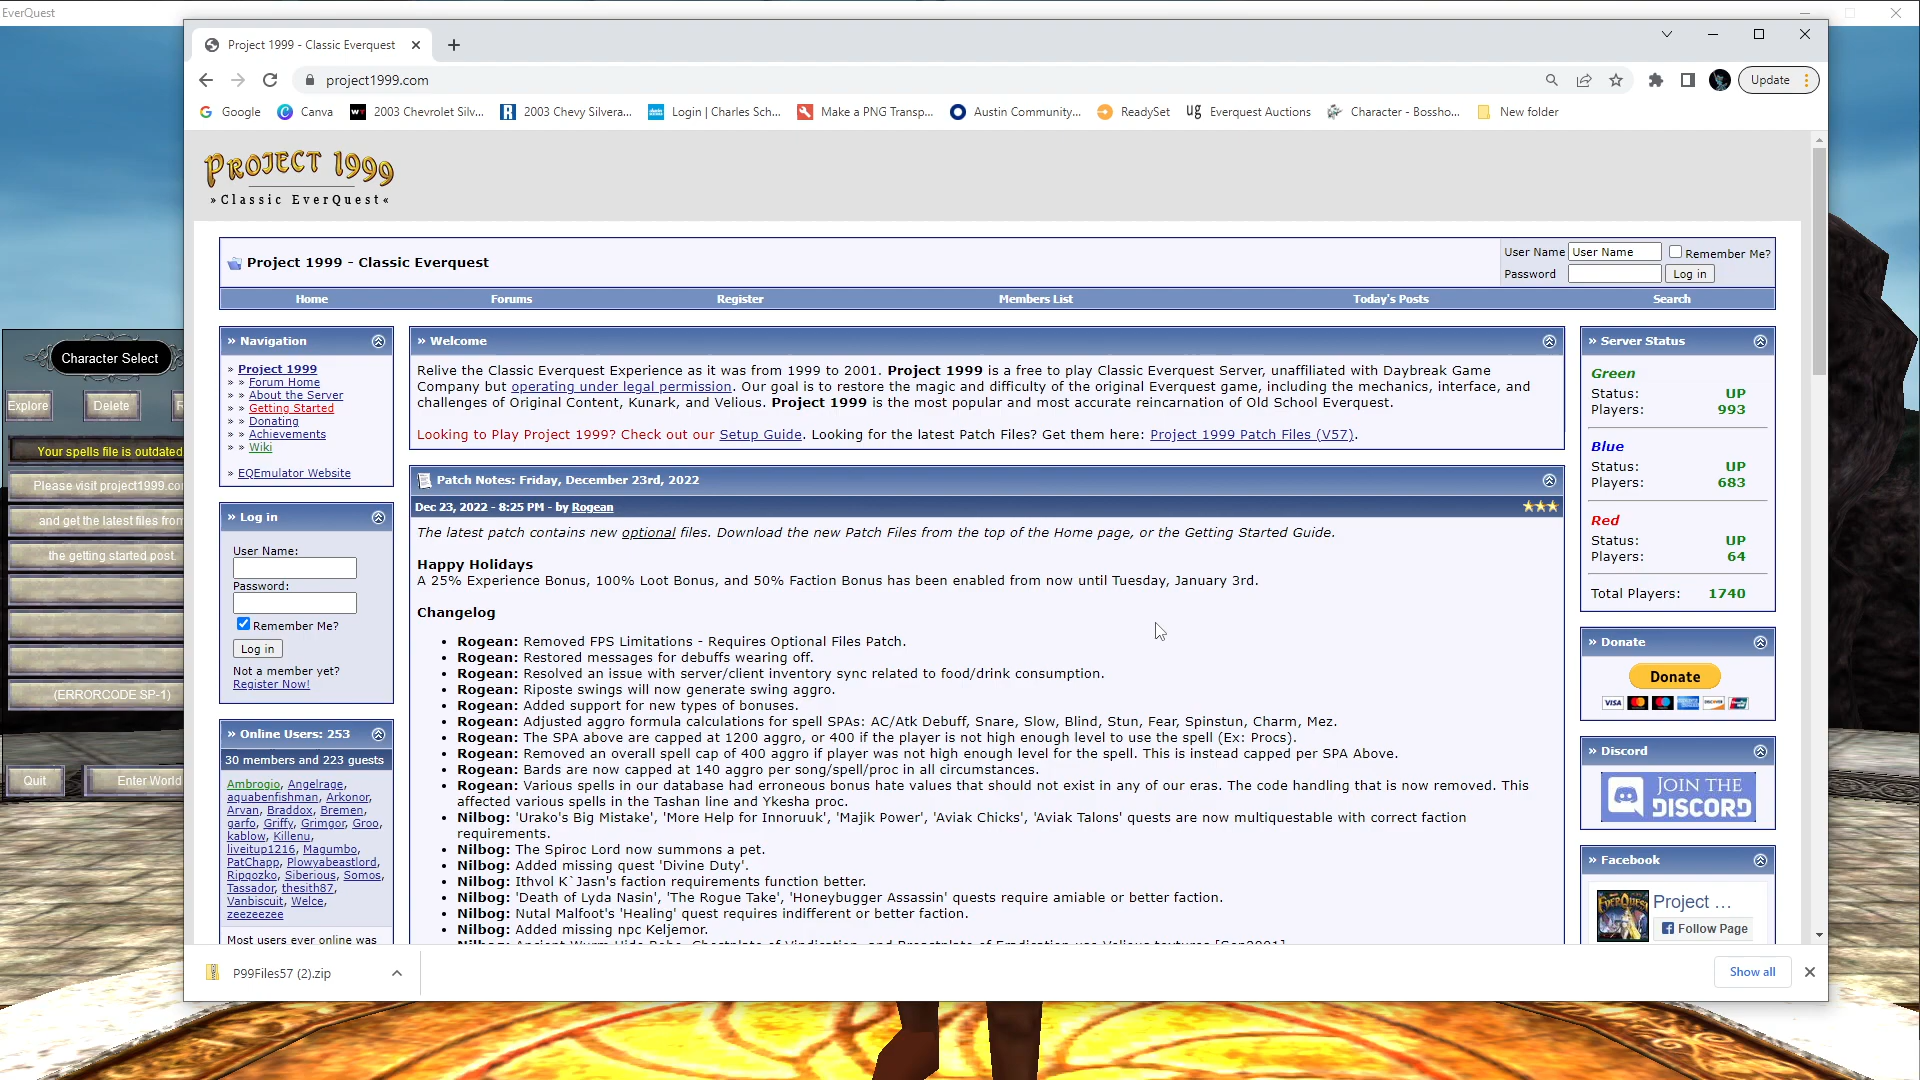 EverQuest
Project 1999 - Classic Everquest
project1999.com
Update
Google
Canva
2003 Chevrolet Silv...
2003 Chevy Silvera...
Login | Charles Sch...
Make a PNG Transp...
Austin Community...
ReadySet
Everquest Auctions
Character - Bossho...
New folder
PROJECT 1999
»Classic EverQuest«
Project 1999 - Classic Everquest
User Name User Name Remember Me?
Password Log in
Home Forums Register Members List Today's Posts Search
Character Select
Explore Delete R
Your spells file is outdated
Please visit project1999.co
and get the latest files from
the getting started post.
(ERRORCODE SP-1)
Quit Enter World
» Navigation
» Project 1999
» » Forum Home
» » About the Server
» » Getting Started
» » Donating
» » Achievements
» » Wiki
» EQEmulator Website
» Log in
User Name:
Password:
Remember Me?
Log in
Not a member yet?
Register Now!
» Online Users: 253
30 members and 223 guests
Ambrogio, Angelrage,
aquabenfishman, Arkonor,
Arvan, Braddox, Bremen,
garfo, Griffy, Grimgor, Groo,
kablow, Killenu,
liveitup1216, Magumbo,
PatChapp, Plowyabeastlord,
Ripqozko, Siberious, Somos,
Tassador, thesith87,
Vanbiscuit, Welce,
zeezeezee
Most users ever online was
» Welcome
Relive the Classic Everquest Experience as it was from 1999 to 2001. Project 1999 is a free to play Classic Everquest Server, unaffiliated with Daybreak Game
Company but operating under legal permission. Our goal is to restore the magic and difficulty of the original Everquest game, including the mechanics, interface, and
challenges of Original Content, Kunark, and Velious. Project 1999 is the most popular and most accurate reincarnation of Old School Everquest.
Looking to Play Project 1999? Check out our Setup Guide. Looking for the latest Patch Files? Get them here: Project 1999 Patch Files (V57).
Patch Notes: Friday, December 23rd, 2022
Dec 23, 2022 - 8:25 PM - by Rogean
The latest patch contains new optional files. Download the new Patch Files from the top of the Home page, or the Getting Started Guide.
Happy Holidays
A 25% Experience Bonus, 100% Loot Bonus, and 50% Faction Bonus has been enabled from now until Tuesday, January 3rd.
Changelog
• Rogean: Removed FPS Limitations - Requires Optional Files Patch.
• Rogean: Restored messages for debuffs wearing off.
• Rogean: Resolved an issue with server/client inventory sync related to food/drink consumption.
• Rogean: Riposte swings will now generate swing aggro.
• Rogean: Added support for new types of bonuses.
• Rogean: Adjusted aggro formula calculations for spell SPAs: AC/Atk Debuff, Snare, Slow, Blind, Stun, Fear, Spinstun, Charm, Mez.
• Rogean: The SPA above are capped at 1200 aggro, or 400 if the player is not high enough level to use the spell (Ex: Procs).
• Rogean: Removed an overall spell cap of 400 aggro if player was not high enough level for the spell. This is instead capped per SPA Above.
• Rogean: Bards are now capped at 140 aggro per song/spell/proc in all circumstances.
• Rogean: Various spells in our database had erroneous bonus hate values that should not exist in any of our eras. The code handling that is now removed. This
affected various spells in the Tashan line and Ykesha proc.
• Nilbog: 'Urako's Big Mistake', 'More Help for Innoruuk', 'Majik Power', 'Aviak Chicks', 'Aviak Talons' quests are now multiquestable with correct faction
requirements.
• Nilbog: The Spiroc Lord now summons a pet.
• Nilbog: Added missing quest 'Divine Duty'.
• Nilbog: Ithvol K`Jasn's faction requirements function better.
• Nilbog: 'Death of Lyda Nasin', 'The Rogue Take', 'Honeybugger Assassin' quests require amiable or better faction.
• Nilbog: Nutal Malfoot's 'Healing' quest requires indifferent or better faction.
• Nilbog: Added missing npc Keljemor.
» Server Status
Green
Status: UP
Players: 993
Blue
Status: UP
Players: 683
Red
Status: UP
Players: 64
Total Players: 1740
» Donate
Donate
VISA
» Discord
JOIN THE
DISCORD
» Facebook
EVERQUEST
Project ...
Follow Page
P99Files57 (2).zip
Show all